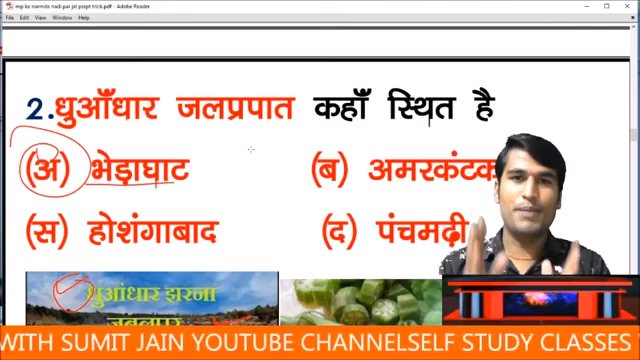 mp ke narmda nadi par jal prapt trick.pdf - Adobe Reader
File Edit View Window Help
2.धुआँधार जलप्रपात कहाँ स्थित है
(अ) भेड़ाघाट (ब) अमरकंटक
(स) होशंगाबाद (द) पंचमढ़ी
धुआंधार झरना
जबलपुर
WITH SUMIT JAIN YOUTUBE CHANNELSELF STUDY CLASSES